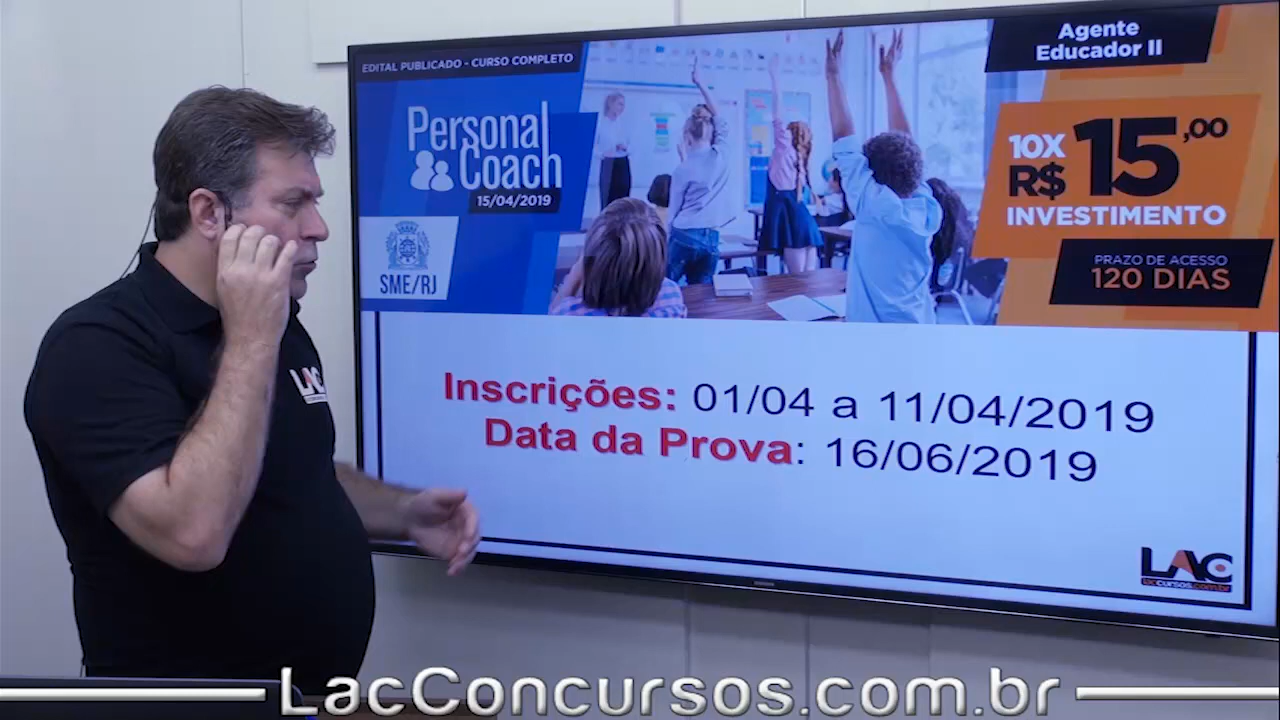 EDITAL PUBLICADO - CURSO COMPLETO
Personal
Coach
15/04/2019
SME/RJ
Agente
Educador II
10X
R$ 15,00
INVESTIMENTO
PRAZO DE ACESSO
120 DIAS
Inscrições: 01/04 a 11/04/2019
Data da Prova: 16/06/2019
LAC
LAC
laccursos.com.br
LacConcursos.com.br